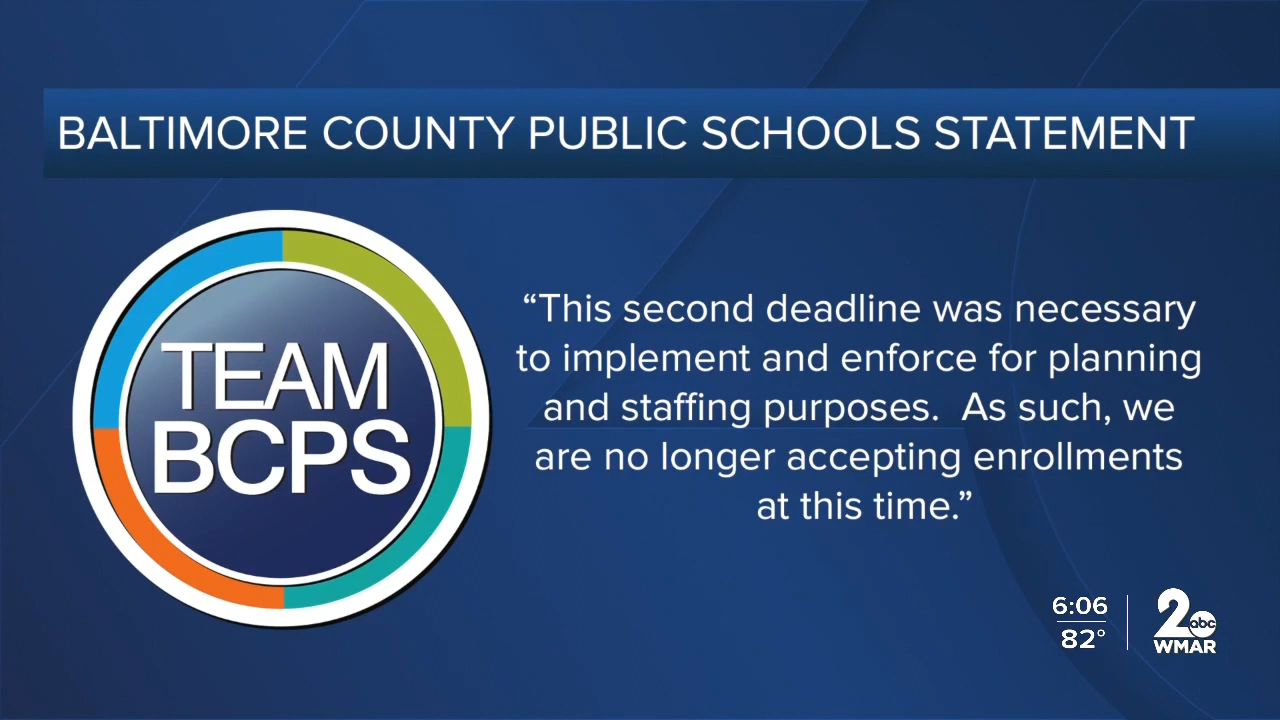 BALTIMORE COUNTY PUBLIC SCHOOLS STATEMENT
TEAM
BCPS
“This second deadline was necessary
to implement and enforce for planning
and staffing purposes.  As such, we
are no longer accepting enrollments
at this time.”
6:06
82°
2
abc
WMAR